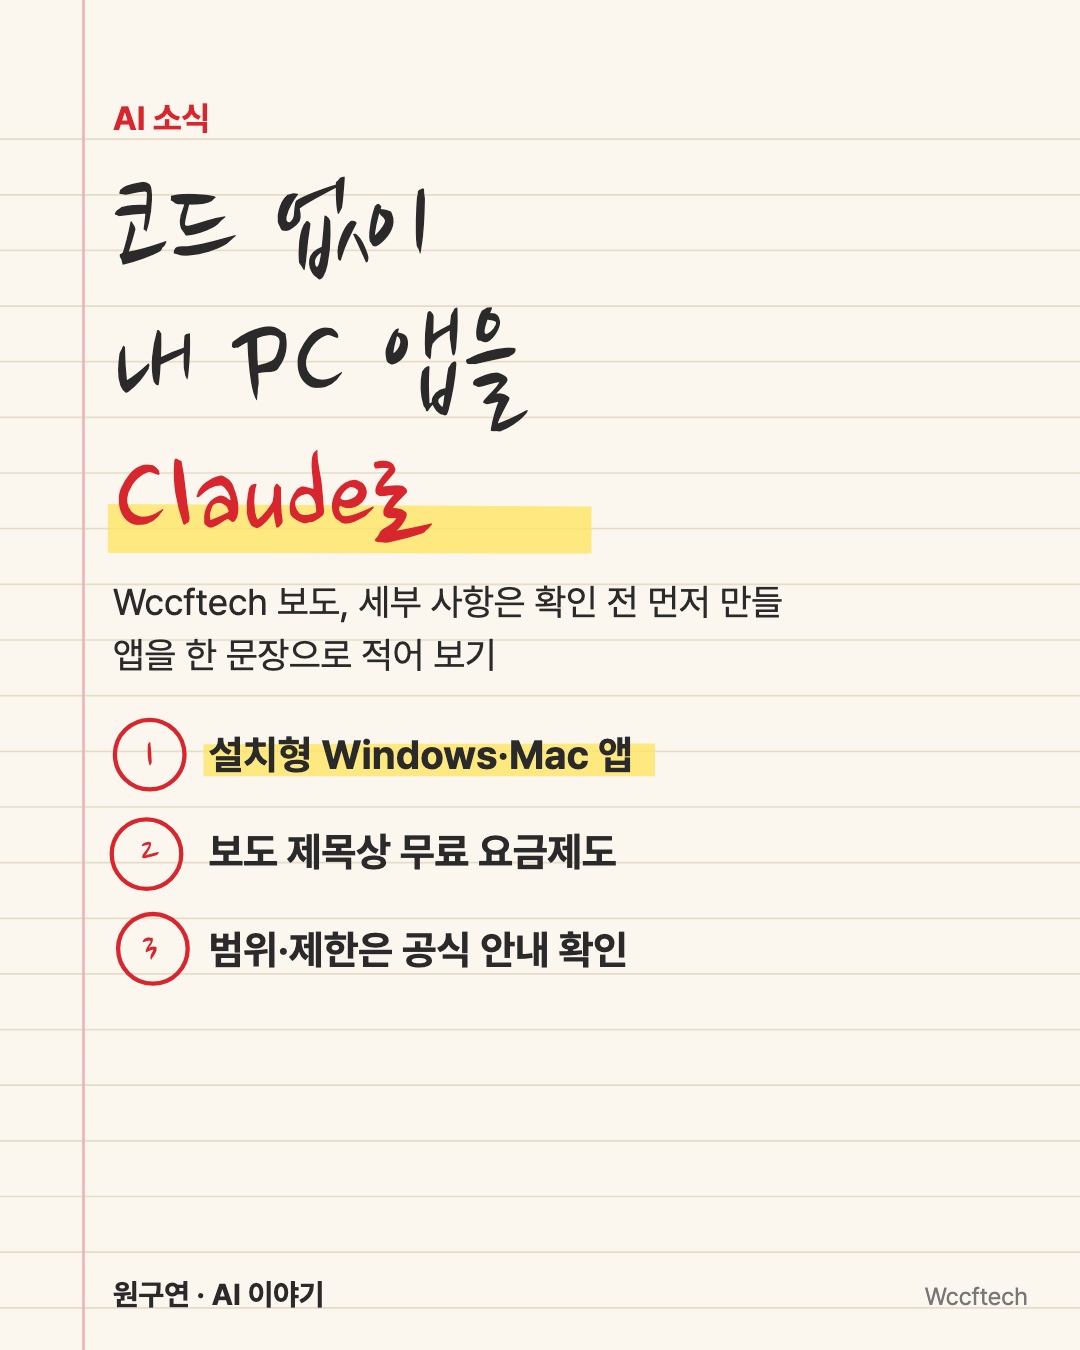 AI 소식
코드 없이
내 PC 앱을
Claude로
Wccftech 보도, 세부 사항은 확인 전 먼저 만들
앱을 한 문장으로 적어 보기
1 설치형 Windows·Mac 앱
2 보도 제목상 무료 요금제도
3 범위·제한은 공식 안내 확인
원구연 · AI 이야기
Wccftech